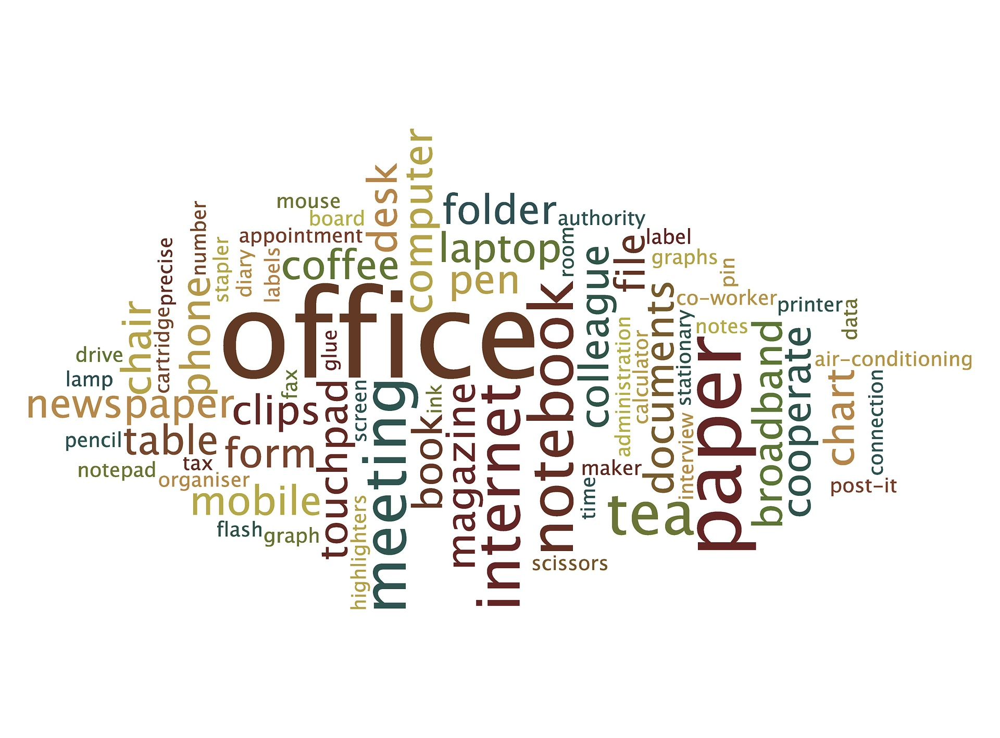 computer
desk
mouse
folder
board
authority
number
appointment
label
precise
stapler
diary
labels
coffee
laptop
room
file
graphs
pin
pen
colleague
phone
office
notebook
documents
co-worker
printer
data
chair
cartridge
glue
administration
calculator
stationary
notes
broadband
cooperate
drive
air-conditioning
lamp
fax
paper
chart
connection
newspaper
clips
touchpad
screen
meeting
ink
magazine
internet
book
interview
pencil
table
form
tax
maker
notepad
organiser
time
post-it
mobile
highlighters
tea
flash
graph
scissors